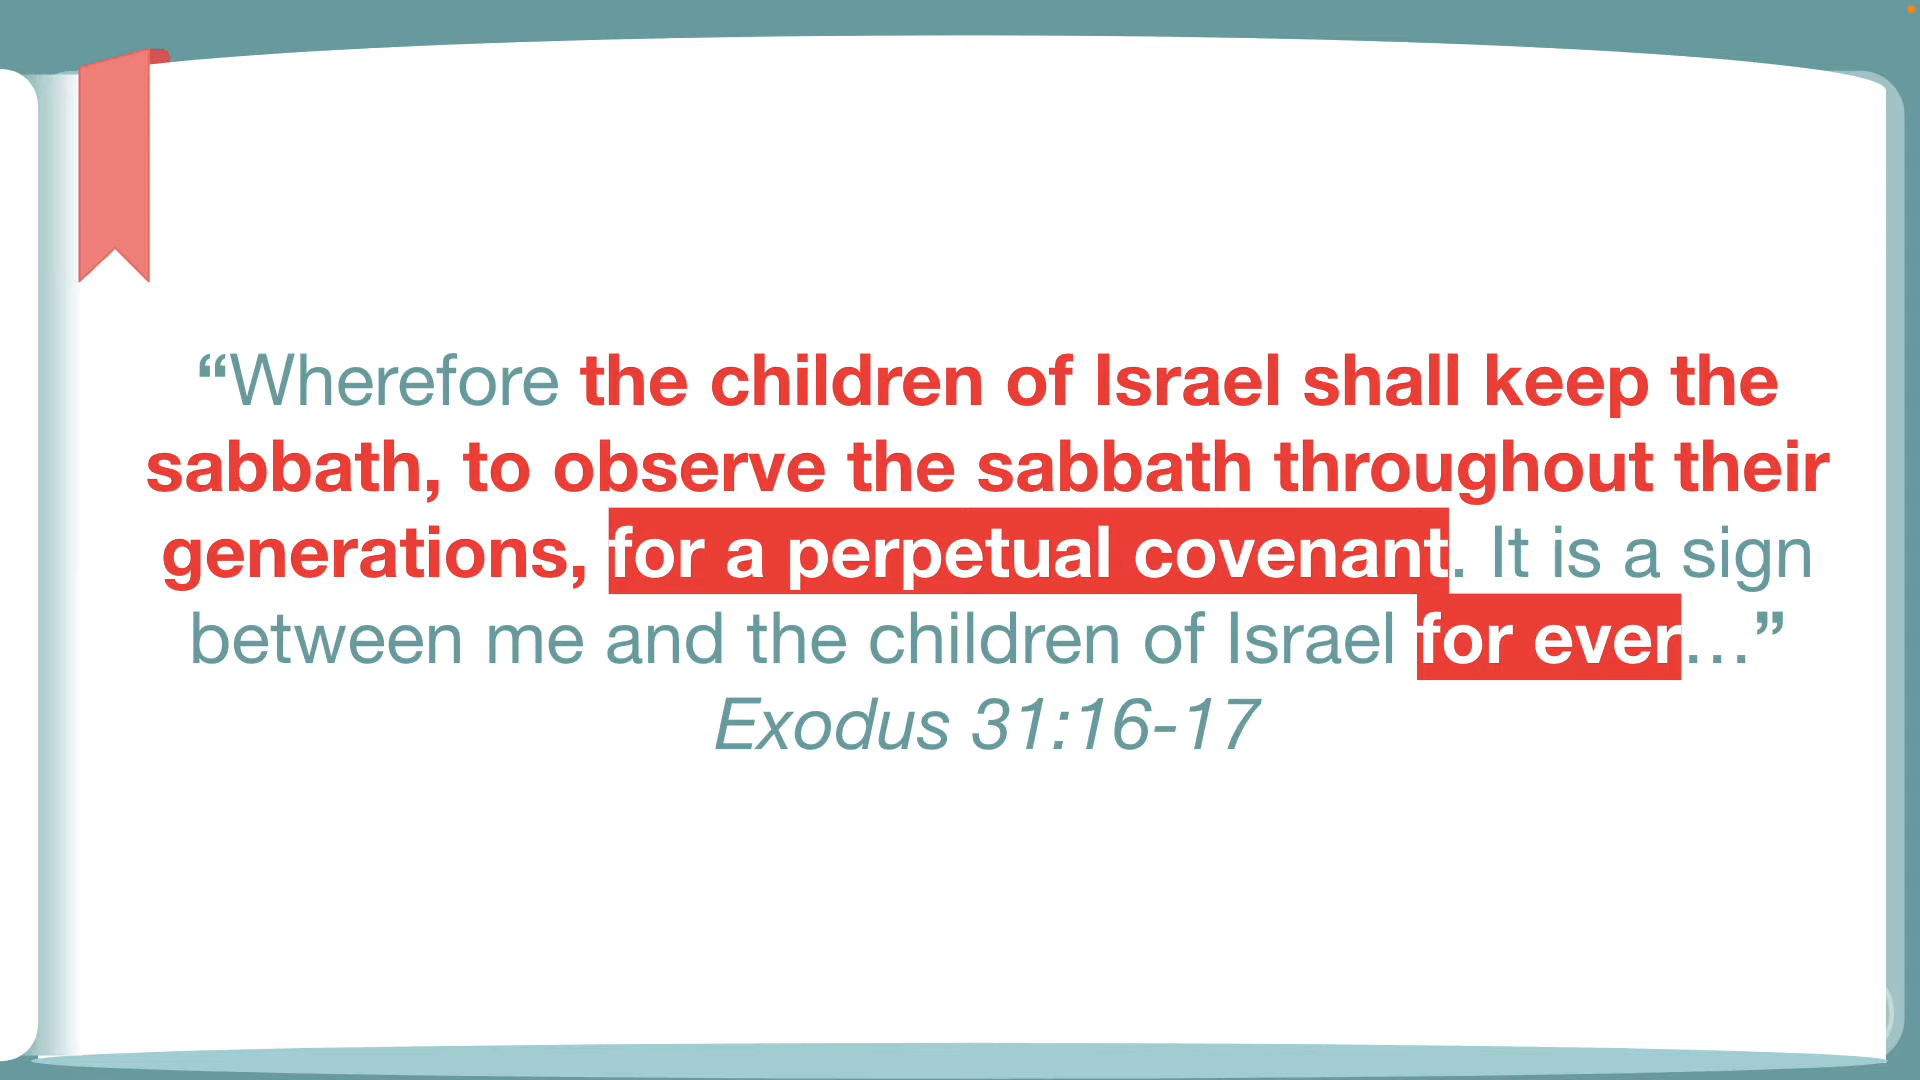 “Wherefore the children of Israel shall keep the
sabbath, to observe the sabbath throughout their
generations, for a perpetual covenant. It is a sign
between me and the children of Israel for ever…”
Exodus 31:16-17